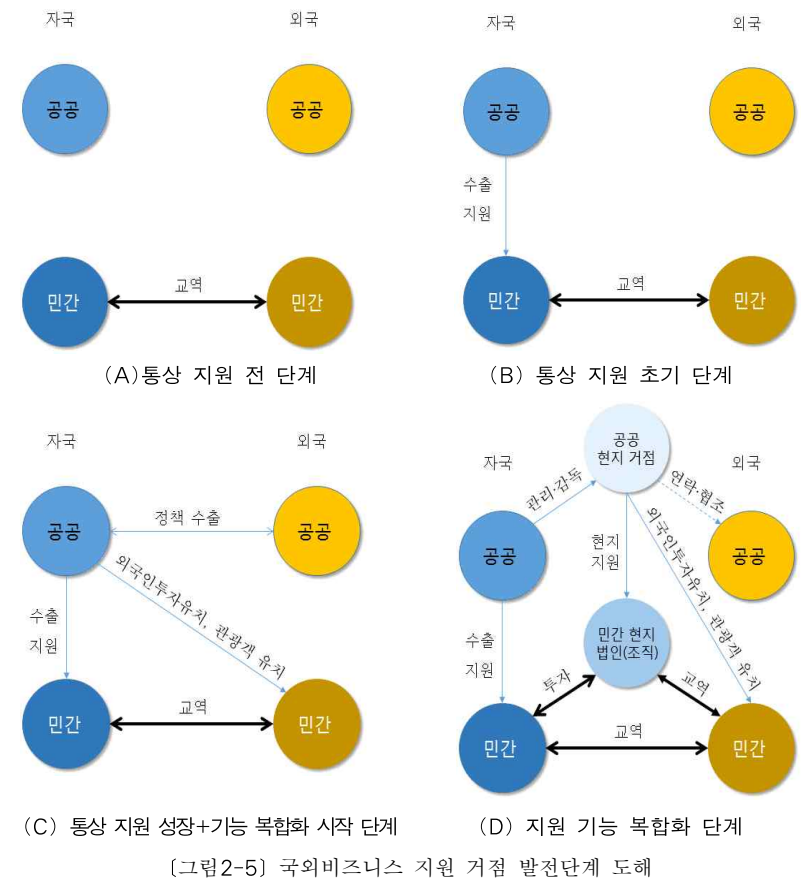 자국
외국
공공
공공
민간
교역
민간
(A)통상 지원 전 단계
자국
외국
공공
공공
수출
지원
민간
교역
민간
(B) 통상 지원 초기 단계
자국
외국
공공
정책 수출
공공
외국인투자유치, 관광객 유치
수출
지원
민간
교역
민간
(C) 통상 지원 성장+기능 복합화 시작 단계
공공
현지 거점
자국
외국
관리·감독
연락·협조
공공
현지
지원
외국인투자유치, 관광객 유치
공공
수출
지원
민간 현지
법인(조직)
투자
교역
민간
교역
민간
(D) 지원 기능 복합화 단계
〔그림2-5〕 국외비즈니스 지원 거점 발전단계 도해